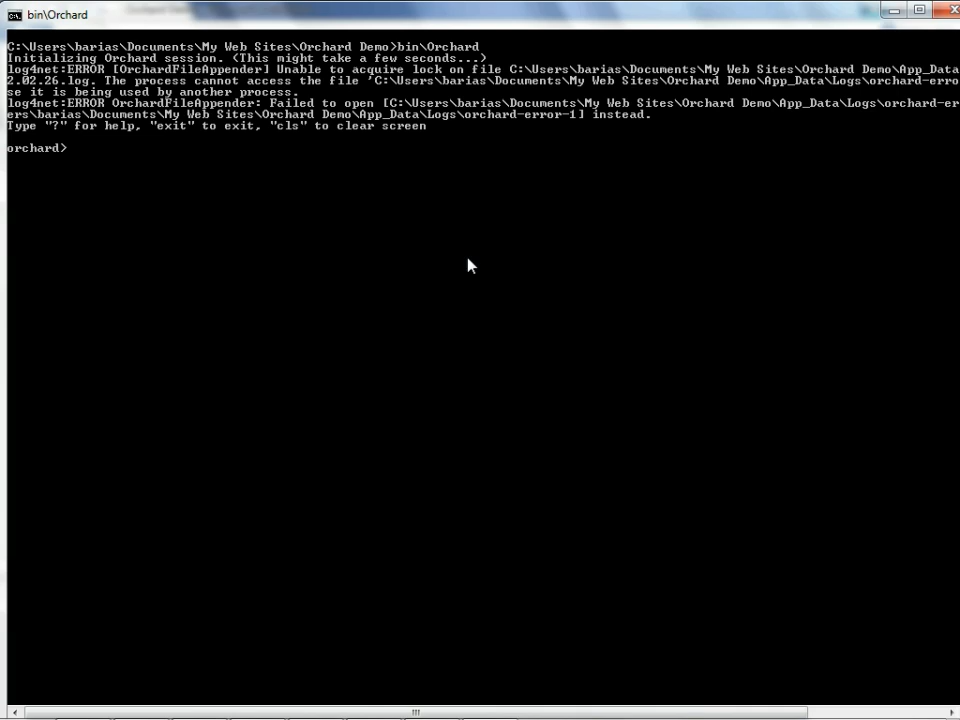 bin\Orchard
C:\Users\barias\Documents\My Web Sites\Orchard Demo>bin\Orchard
Initializing Orchard session. (This might take a few seconds...)
log4net:ERROR [OrchardFileAppender] Unable to acquire lock on file C:\Users\barias\Documents\My Web Sites\Orchard Demo\App_Data
2.02.26.log. The process cannot access the file 'C:\Users\barias\Documents\My Web Sites\Orchard Demo\App_Data\Logs\orchard-erro
se it is being used by another process.
log4net:ERROR OrchardFileAppender: Failed to open [C:\Users\barias\Documents\My Web Sites\Orchard Demo\App_Data\Logs\orchard-er
ers\barias\Documents\My Web Sites\Orchard Demo\App_Data\Logs\orchard-error-1] instead.
Type "?" for help, "exit" to exit, "cls" to clear screen
orchard>